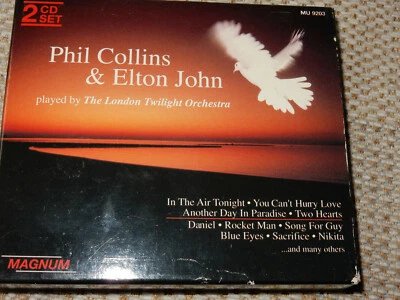 2 CD
SET
MU 9203
Phil Collins
& Elton John
played by The London Twilight Orchestra
In The Air Tonight • You Can't Hurry Love
Another Day In Paradise • Two Hearts
Daniel • Rocket Man • Song For Guy
Blue Eyes • Sacrifice • Nikita
...and many others
MAGNUM